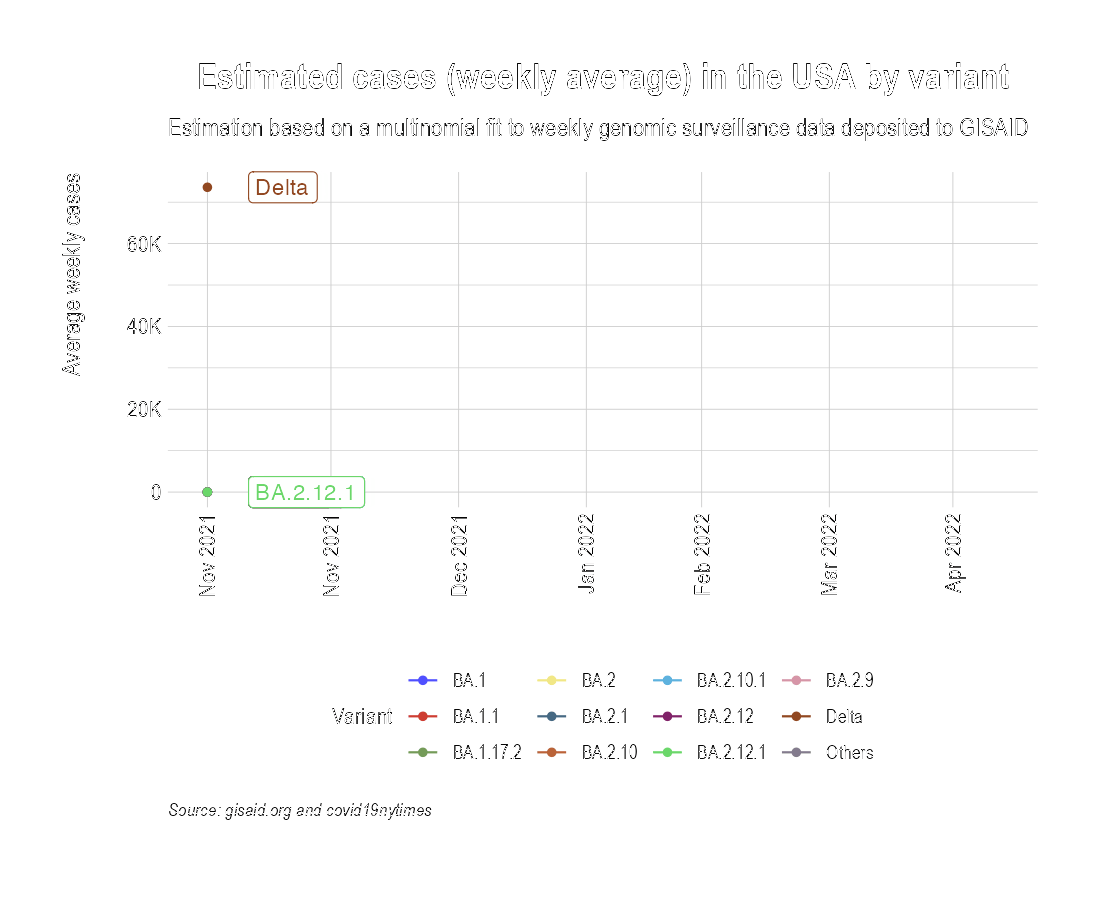 Estimated cases (weekly average) in the USA by variant
Estimation based on a multinomial fit to weekly genomic surveillance data deposited to GISAID
Average weekly cases
60K
40K
20K
0
Delta
BA.2.12.1
Nov 2021
Nov 2021
Dec 2021
Jan 2022
Feb 2022
Mar 2022
Apr 2022
Variant
BA.1
BA.2
BA.2.10.1
BA.2.9
BA.1.1
BA.2.1
BA.2.12
Delta
BA.1.17.2
BA.2.10
BA.2.12.1
Others
Source: gisaid.org and covid19nytimes